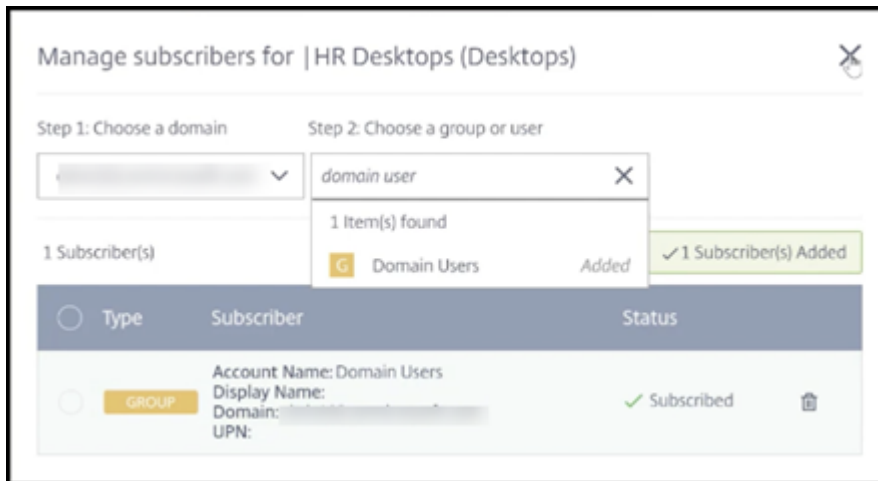 Manage subscribers for |HR Desktops (Desktops)
Step 1: Choose a domain
Step 2: Choose a group or user
domain user
1 Item(s) found
G Domain Users Added
1 Subscriber(s)
1 Subscriber(s) Added
Type Subscriber Status
GROUP
Account Name: Domain Users
Display Name:
Domain:
UPN:
Subscribed